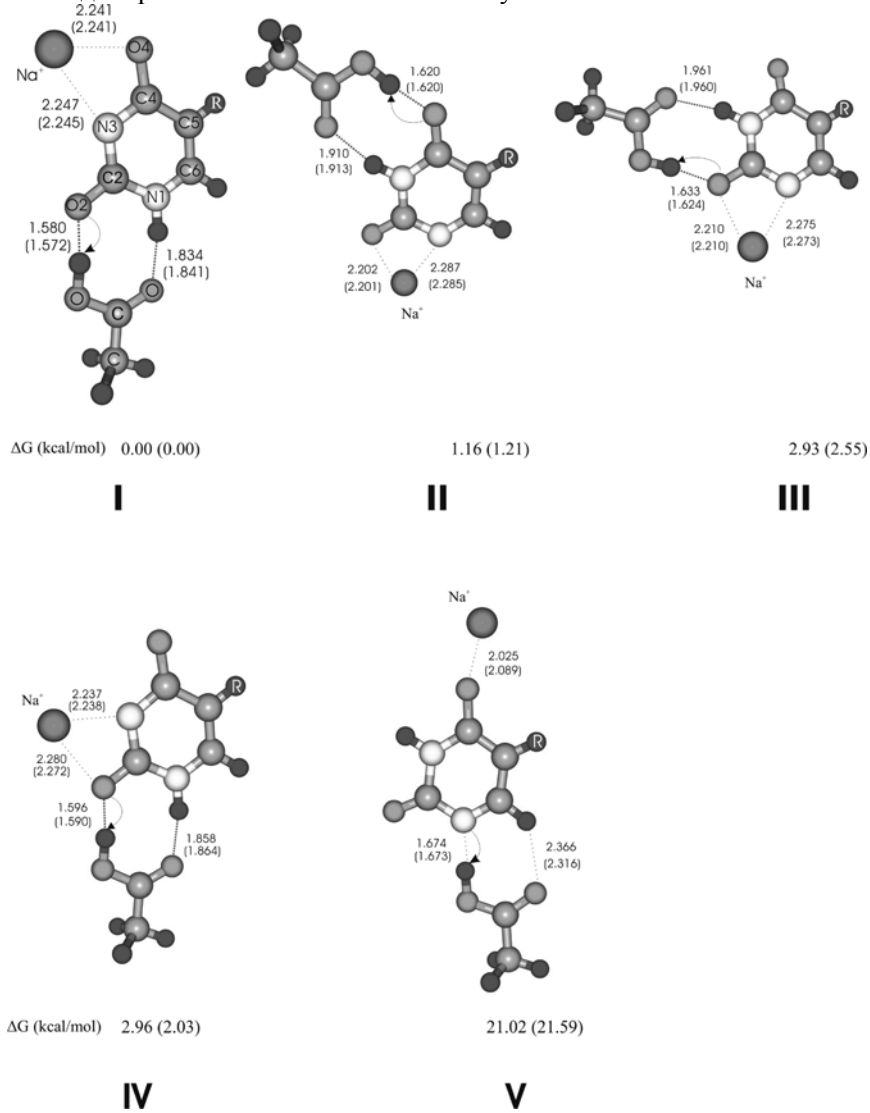 2.241
(2.241)
Na⁺
O4
2.247
(2.245)
N3
C4
C5
R
C2
C6
O2
N1
1.580
(1.572)
1.834
(1.841)
O
O
C
C
1.620
(1.620)
1.910
(1.913)
R
2.202
(2.201)
2.287
(2.285)
Na⁺
1.961
(1.960)
R
1.633
(1.624)
2.210
(2.210)
2.275
(2.273)
Na⁺
ΔG (kcal/mol) 0.00 (0.00) 1.16 (1.21) 2.93 (2.55)
I II III
Na⁺
2.237
(2.238)
R
2.280
(2.272)
1.596
(1.590)
1.858
(1.864)
Na⁺
2.025
(2.089)
R
1.674
(1.673)
2.366
(2.316)
ΔG (kcal/mol) 2.96 (2.03) 21.02 (21.59)
IV V